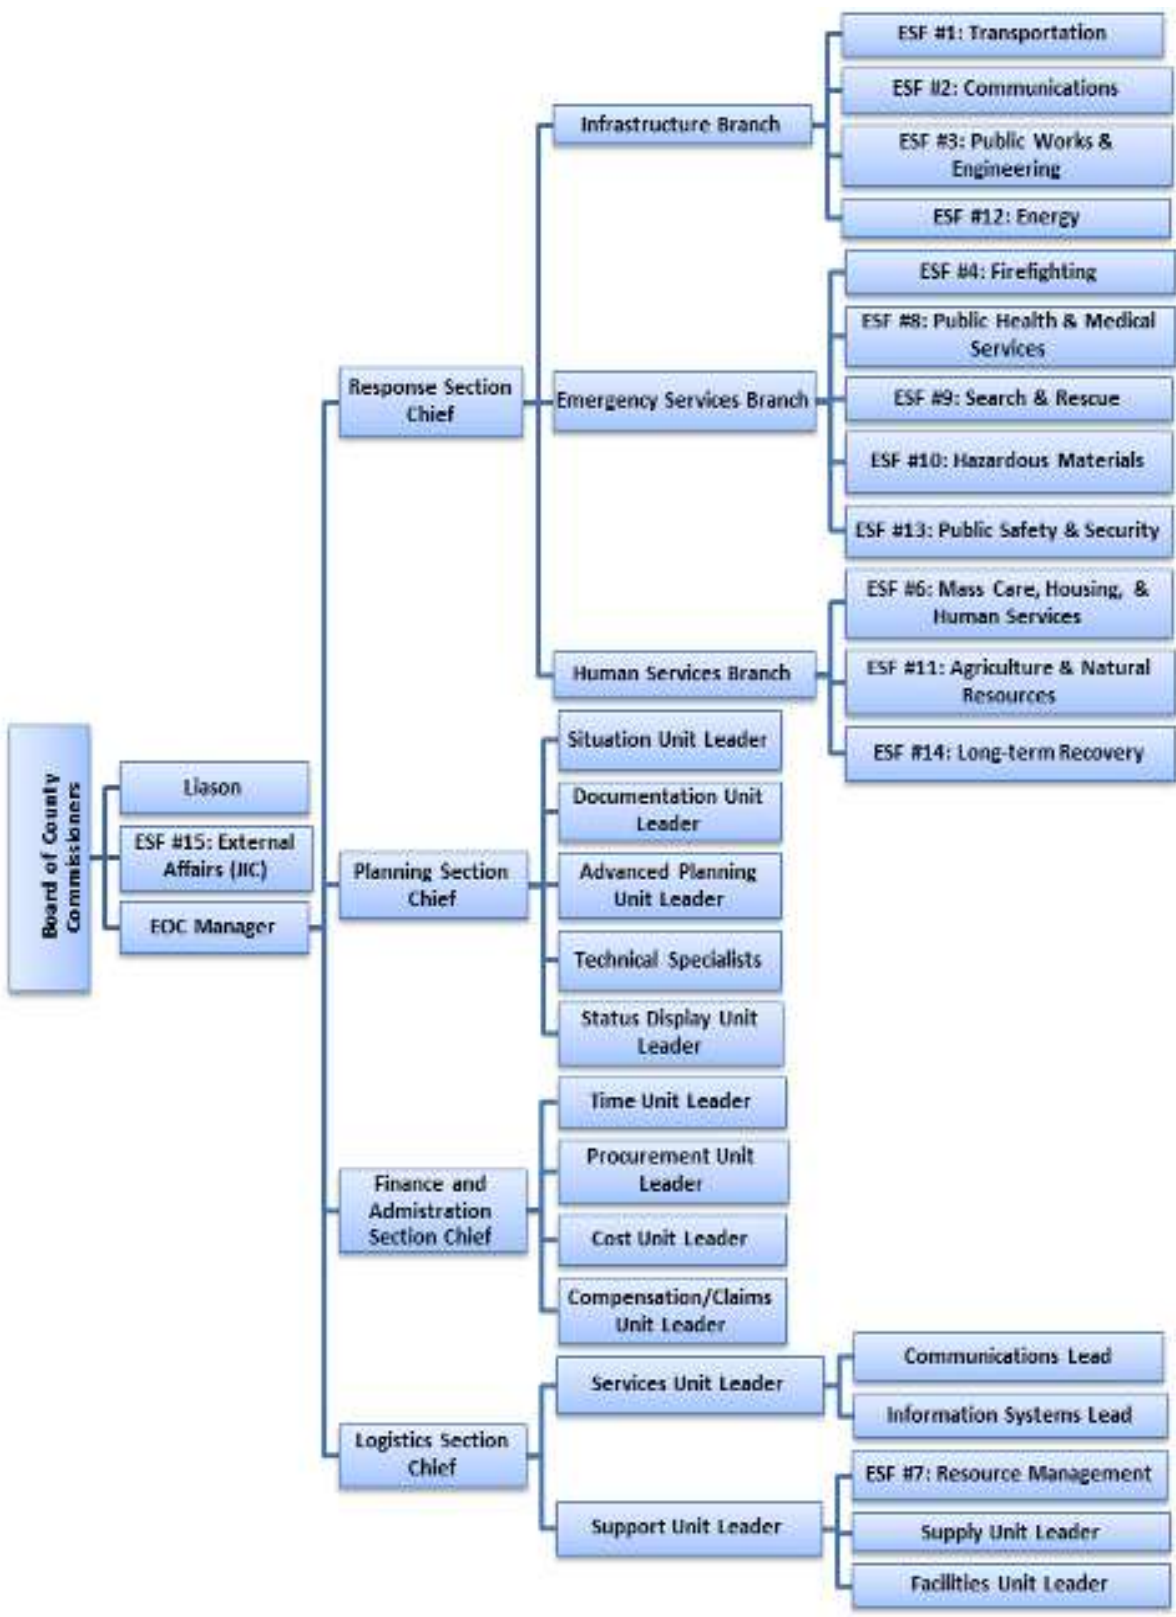 Board of County
Commissioners
Liason
ESF #15: External
Affairs (JIC)
EOC Manager
Response Section
Chief
Infrastructure Branch
ESF #1: Transportation
ESF #2: Communications
ESF #3: Public Works &
Engineering
ESF #12: Energy
Emergency Services Branch
ESF #4: Firefighting
ESF #8: Public Health & Medical
Services
ESF #9: Search & Rescue
ESF #10: Hazardous Materials
ESF #13: Public Safety & Security
Human Services Branch
ESF #6: Mass Care, Housing, &
Human Services
ESF #11: Agriculture & Natural
Resources
ESF #14: Long-term Recovery
Planning Section
Chief
Situation Unit Leader
Documentation Unit
Leader
Advanced Planning
Unit Leader
Technical Specialists
Status Display Unit
Leader
Finance and
Admistration
Section Chief
Time Unit Leader
Procurement Unit
Leader
Cost Unit Leader
Compensation/Claims
Unit Leader
Logistics Section
Chief
Services Unit Leader
Communications Lead
Information Systems Lead
Support Unit Leader
ESF #7: Resource Management
Supply Unit Leader
Facilities Unit Leader